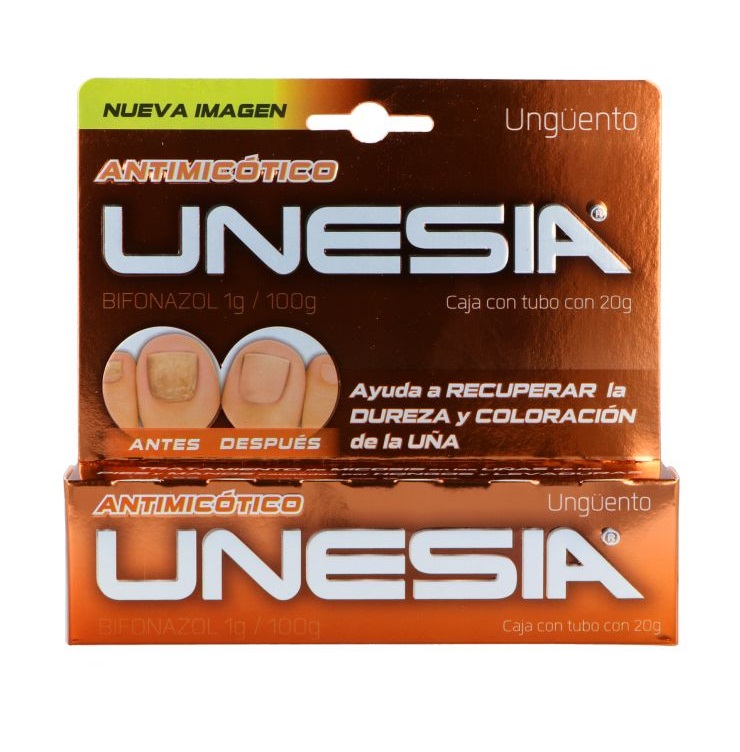 NUEVA IMAGEN
Ungüento
ANTIMICÓTICO
UNESIA®
BIFONAZOL 1g / 100g
Caja con tubo con 20g
Ayuda a RECUPERAR la
DUREZA y COLORACIÓN
de la UÑA
ANTES DESPUÉS
ANTIMICÓTICO
Ungüento
UNESIA®
BIFONAZOL 1g / 100g
Caja con tubo con 20g